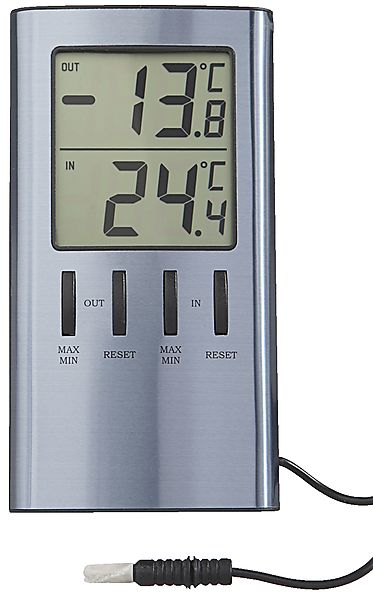 OUT
-13.8°C
IN
24.4°C
OUT IN
MAX MIN RESET MAX MIN RESET